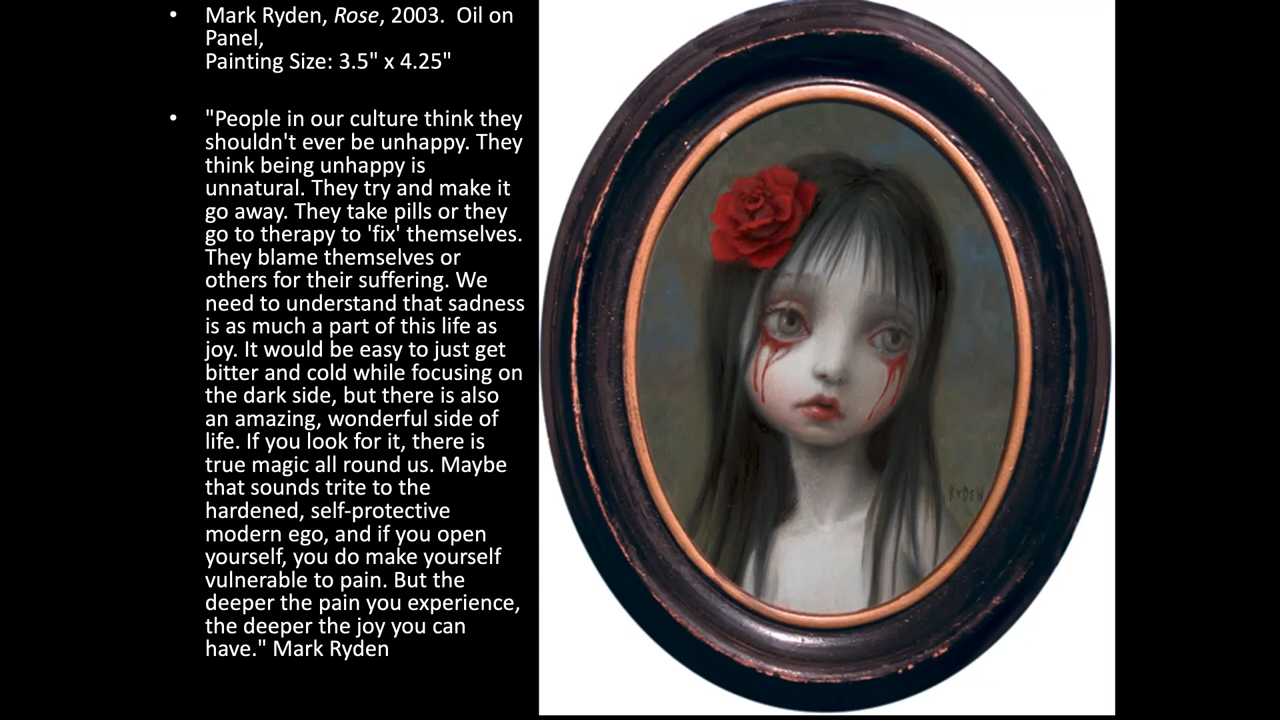 • Mark Ryden, Rose, 2003. Oil on
Panel,
Painting Size: 3.5" x 4.25"
• "People in our culture think they
shouldn't ever be unhappy. They
think being unhappy is
unnatural. They try and make it
go away. They take pills or they
go to therapy to 'fix' themselves.
They blame themselves or
others for their suffering. We
need to understand that sadness
is as much a part of this life as
joy. It would be easy to just get
bitter and cold while focusing on
the dark side, but there is also
an amazing, wonderful side of
life. If you look for it, there is
true magic all round us. Maybe
that sounds trite to the
hardened, self-protective
modern ego, and if you open
yourself, you do make yourself
vulnerable to pain. But the
deeper the pain you experience,
the deeper the joy you can
have." Mark Ryden
RYDEN